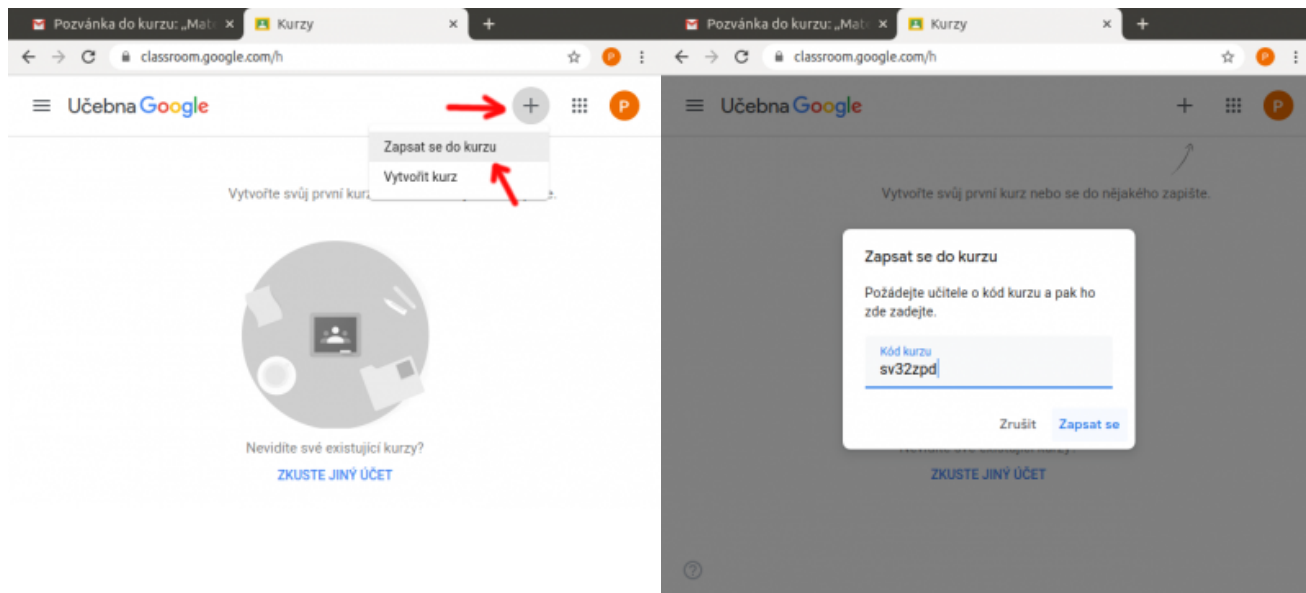 Pozvánka do kurzu: „Mat
Kurzy
classroom.google.com/h
P
Učebna Google
P
Zapsat se do kurzu
Vytvořit kurz
Vytvořte svůj první kurz
Nevidíte své existující kurzy?
ZKUSTE JINÝ ÚČET
Pozvánka do kurzu: „Mat
Kurzy
classroom.google.com/h
P
Učebna Google
P
Vytvořte svůj první kurz nebo se do nějakého zapište.
Zapsat se do kurzu
Požádejte učitele o kód kurzu a pak ho
zde zadejte.
Kód kurzu
sv32zpd
Zrušit Zapsat se
ZKUSTE JINÝ ÚČET